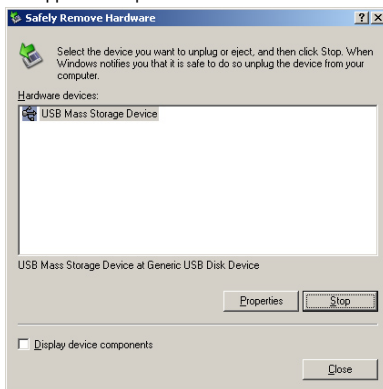 Safely Remove Hardware
Select the device you want to unplug or eject, and then click Stop. When
Windows notifies you that it is safe to do so unplug the device from your
computer.
Hardware devices:
USB Mass Storage Device
USB Mass Storage Device at Generic USB Disk Device
Properties
Stop
Display device components
Close